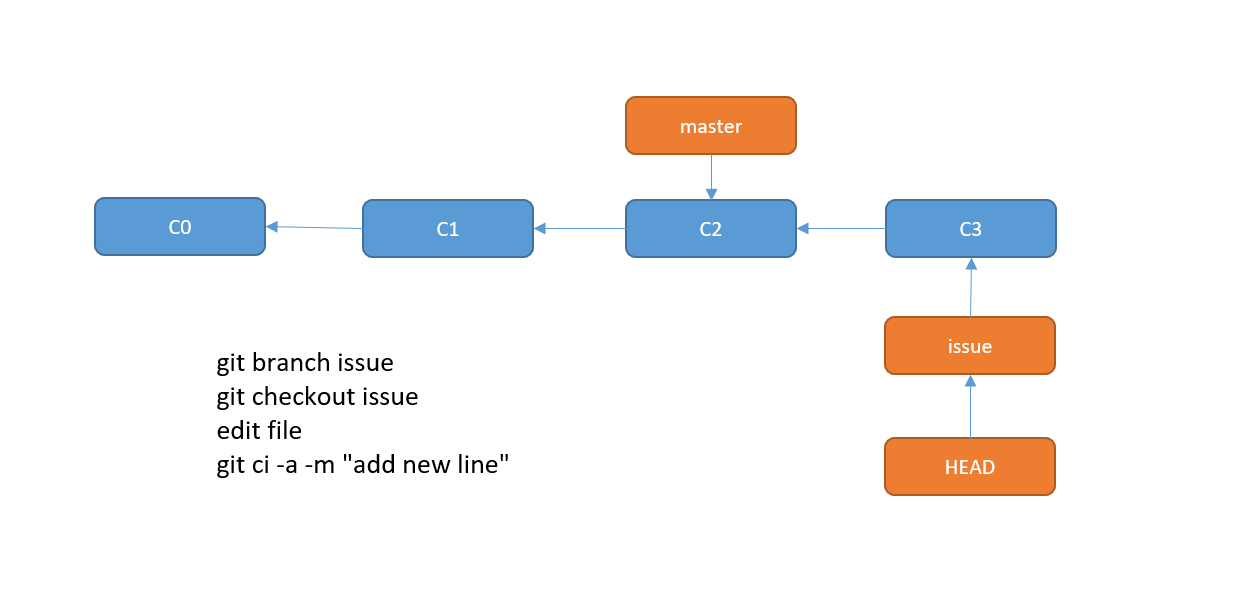 master
C0
C1
C2
C3
issue
HEAD
git branch issue
git checkout issue
edit file
git ci -a -m "add new line"